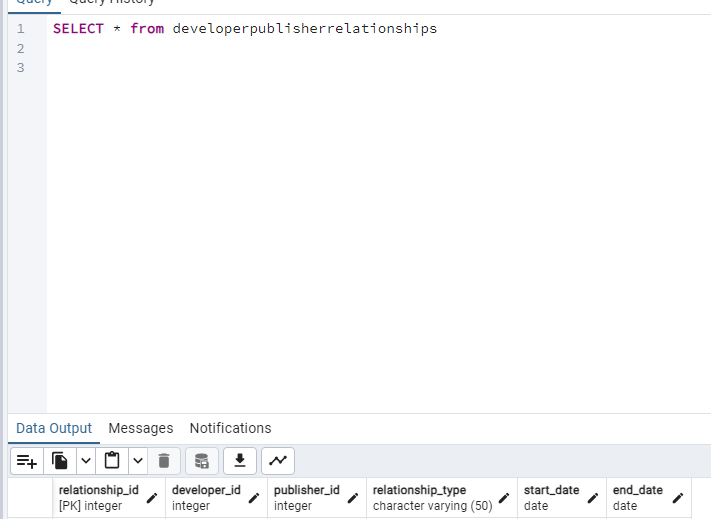 Query Query History
1 SELECT * from developerpublisherrelationships
2
3
Data Output Messages Notifications
relationship_id developer_id publisher_id relationship_type start_date end_date
[PK] integer integer integer character varying (50) date date